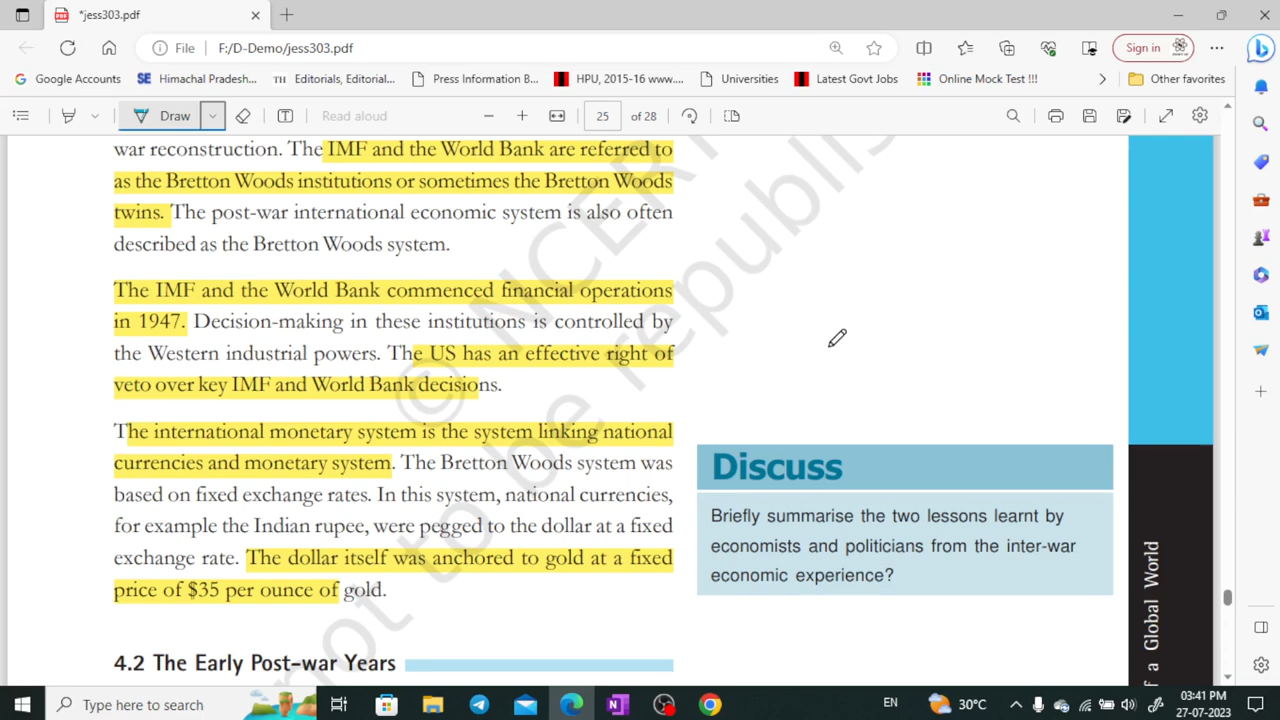 *jess303.pdf
File F:/D-Demo/jess303.pdf
Sign in
Google Accounts
SE Himachal Pradesh...
TH Editorials, Editorial...
Press Information B...
HPU, 2015-16 www....
Universities
Latest Govt Jobs
Online Mock Test !!!
Other favorites
Draw
Read aloud
25 of 28
war reconstruction. The IMF and the World Bank are referred to
as the Bretton Woods institutions or sometimes the Bretton Woods
twins. The post-war international economic system is also often
described as the Bretton Woods system.
The IMF and the World Bank commenced financial operations
in 1947. Decision-making in these institutions is controlled by
the Western industrial powers. The US has an effective right of
veto over key IMF and World Bank decisions.
The international monetary system is the system linking national
currencies and monetary system. The Bretton Woods system was
based on fixed exchange rates. In this system, national currencies,
for example the Indian rupee, were pegged to the dollar at a fixed
exchange rate. The dollar itself was anchored to gold at a fixed
price of $35 per ounce of gold.
4.2 The Early Post-war Years
© NCERT
not to be republis
Discuss
Briefly summarise the two lessons learnt by
economists and politicians from the inter-war
economic experience?
f a Global World
Type here to search
EN
30°C
03:41 PM
27-07-2023